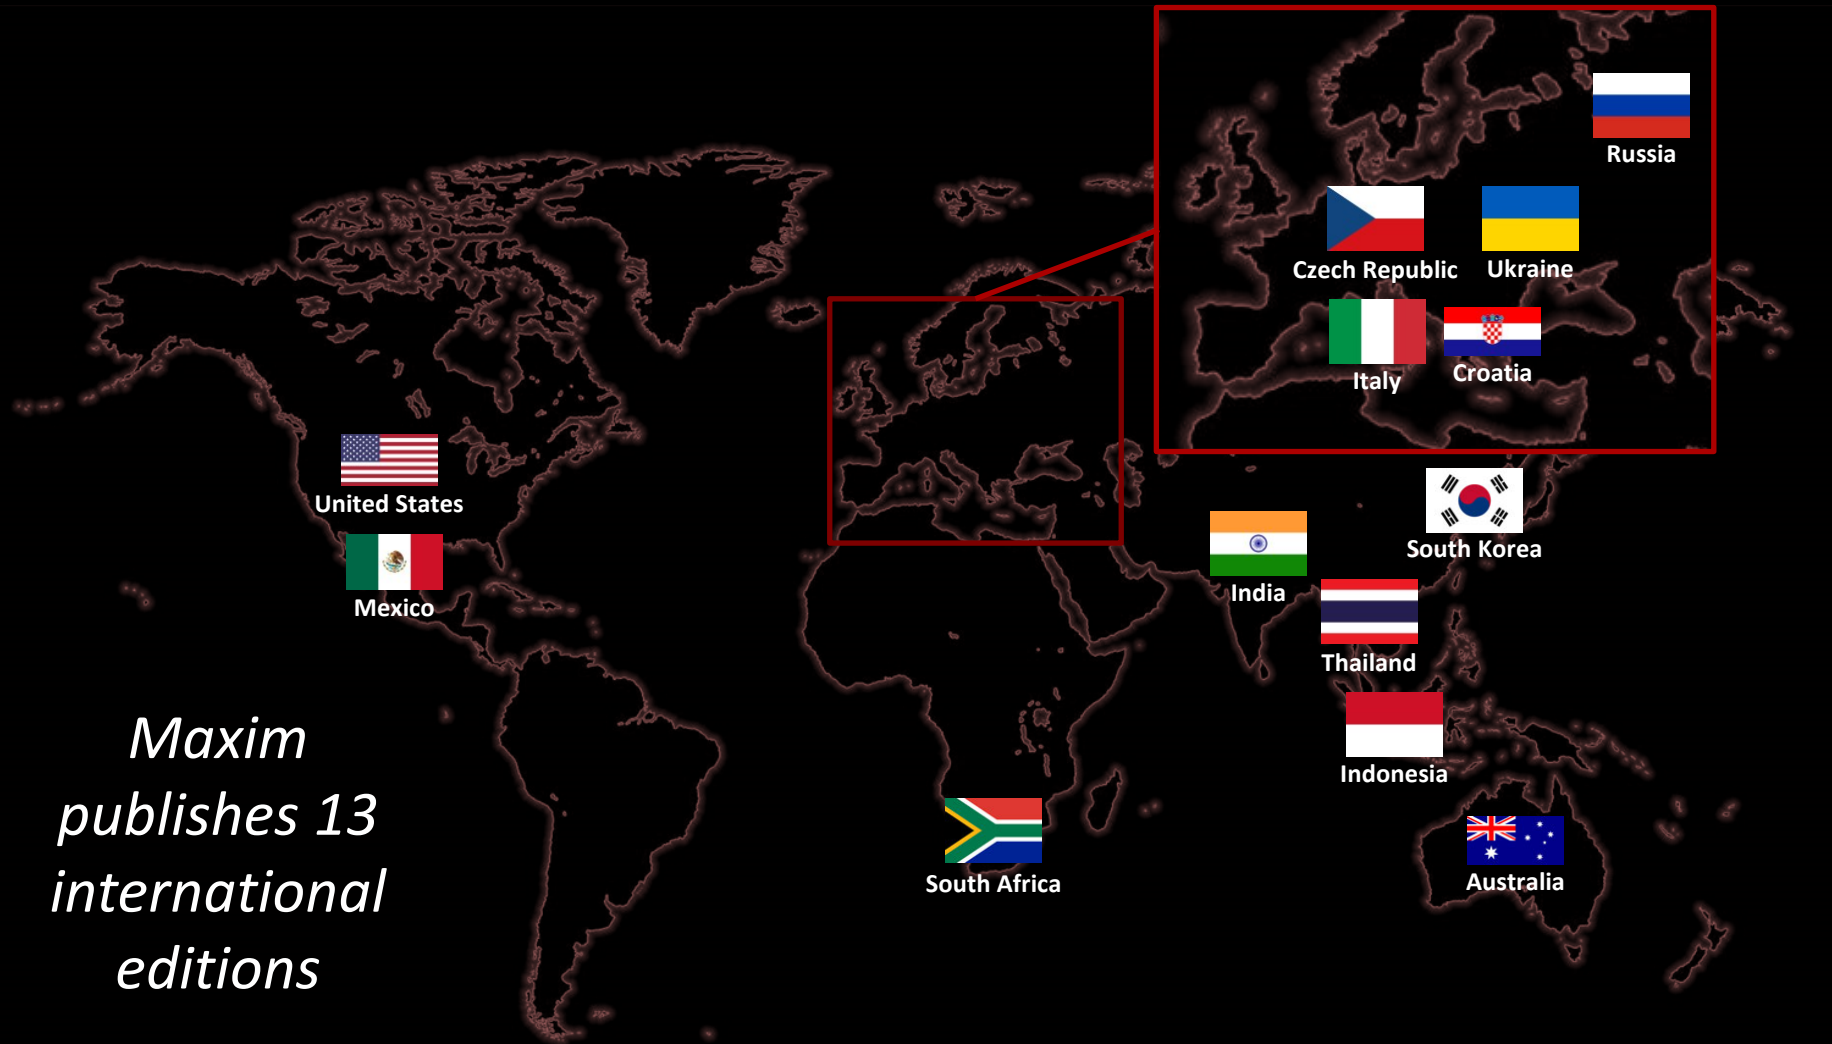 Russia
Czech Republic
Ukraine
Italy
Croatia
United States
South Korea
India
Mexico
Thailand
Maxim
publishes 13
international
editions
Indonesia
South Africa
Australia